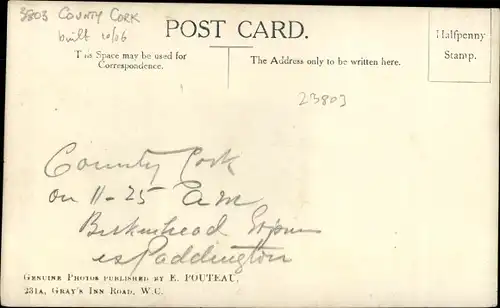 3803 COUNTY CORK
built 10/06
POST CARD.
This Space may be used for
Correspondence.
The Address only to be written here.
Halfpenny
Stamp.
23803
County Cork
on 11-25 am
Birkenhead
Paddington
GENUINE PHOTOS PUBLISHED BY E. POUTEAU,
231A, GRAY'S INN ROAD, W.C.